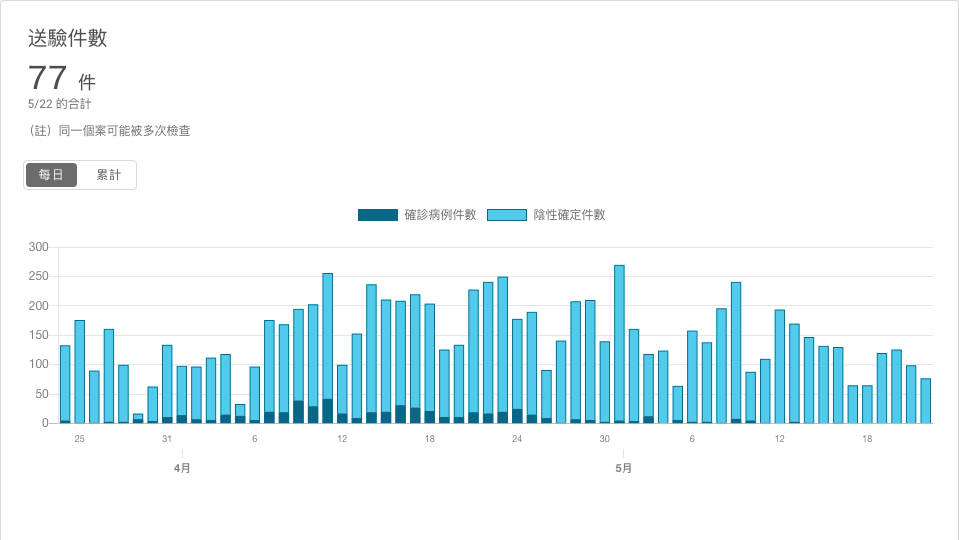 送驗件數
77 件
5/22 的合計
（註）同一個案可能被多次檢查
每日 累計
確診病例件數 陰性確定件數
300
250
200
150
100
50
0
25 31 6 12 18 24 30 6 12 18
4月 5月